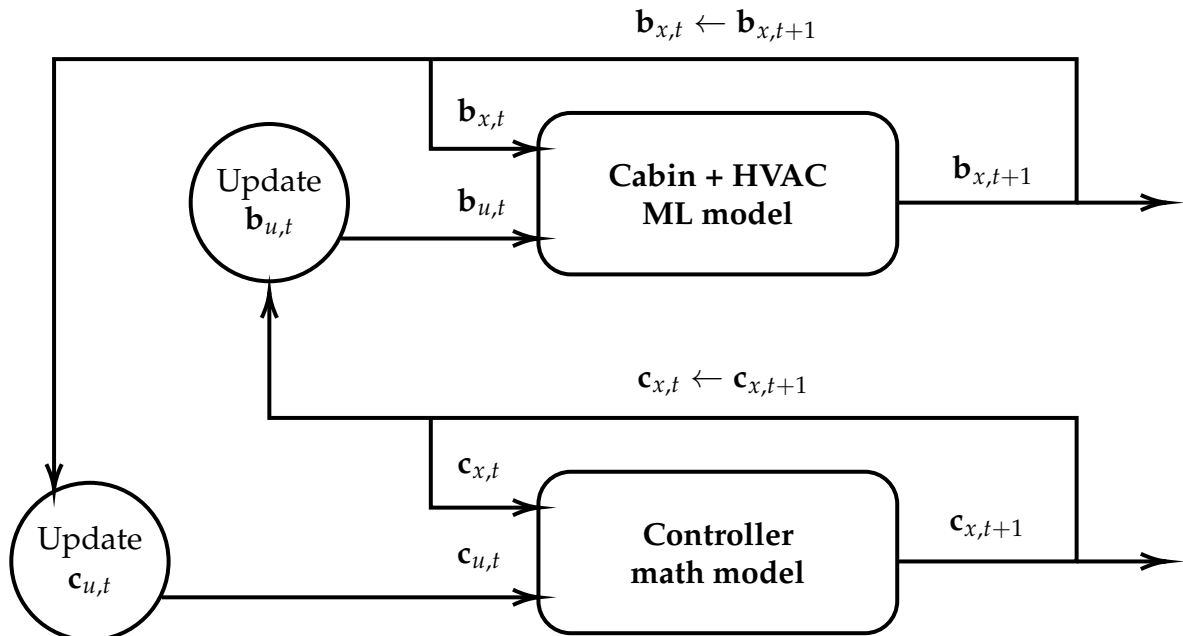 b_{x,t} ← b_{x,t+1}
b_{x,t}
Update
b_{u,t}
b_{u,t}
Cabin + HVAC
ML model
b_{x,t+1}
c_{x,t} ← c_{x,t+1}
c_{x,t}
Update
c_{u,t}
c_{u,t}
Controller
math model
c_{x,t+1}